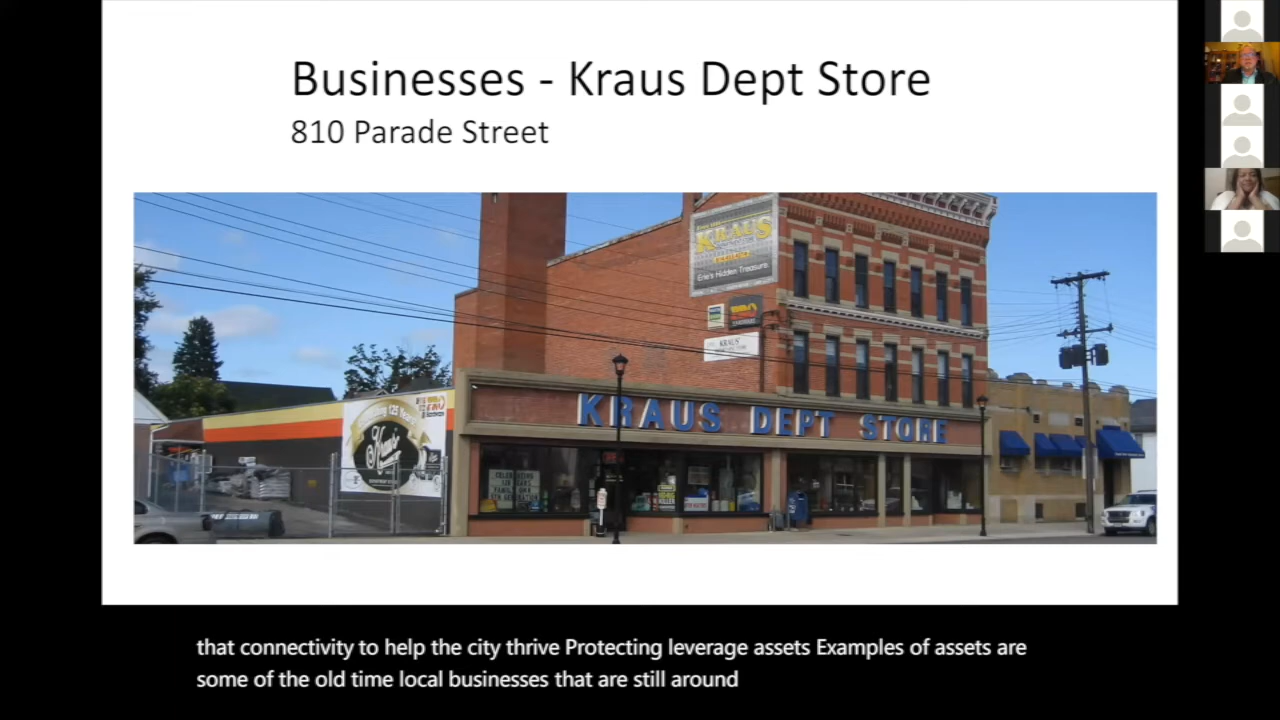 Businesses - Kraus Dept Store
810 Parade Street
KRAUS
Erie's Hidden Treasure
KRAUS
KRAUS DEPT STORE
Kraus
CELEBRATING
that connectivity to help the city thrive Protecting leverage assets Examples of assets are
some of the old time local businesses that are still around